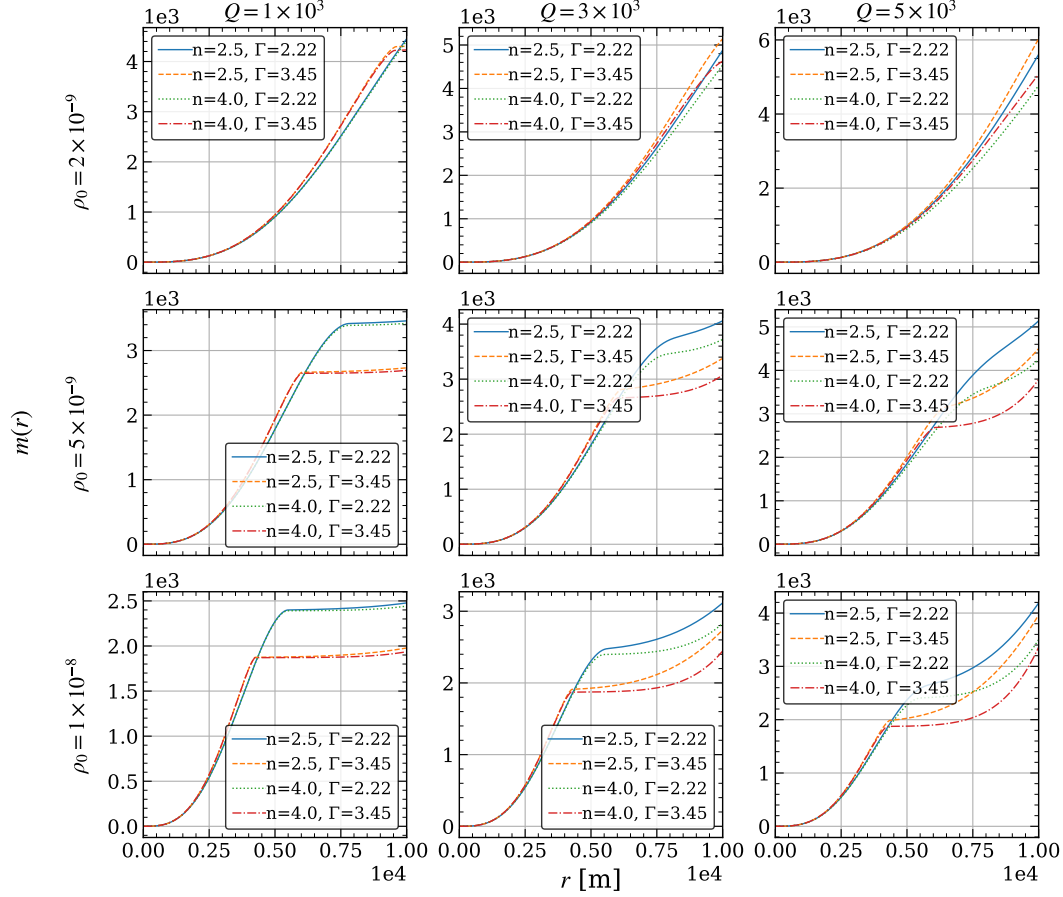 Q = 1 × 10³
Q = 3 × 10³
Q = 5 × 10³
1e3
1e3
1e3
ρ₀ = 2 × 10⁻⁹
4
3
2
1
0
n=2.5, Γ=2.22
n=2.5, Γ=3.45
n=4.0, Γ=2.22
n=4.0, Γ=3.45
5
4
3
2
1
0
n=2.5, Γ=2.22
n=2.5, Γ=3.45
n=4.0, Γ=2.22
n=4.0, Γ=3.45
6
4
2
0
n=2.5, Γ=2.22
n=2.5, Γ=3.45
n=4.0, Γ=2.22
n=4.0, Γ=3.45
m(r)
1e3
1e3
1e3
ρ₀ = 5 × 10⁻⁹
3
2
1
0
n=2.5, Γ=2.22
n=2.5, Γ=3.45
n=4.0, Γ=2.22
n=4.0, Γ=3.45
4
3
2
1
0
n=2.5, Γ=2.22
n=2.5, Γ=3.45
n=4.0, Γ=2.22
n=4.0, Γ=3.45
5
4
3
2
1
0
n=2.5, Γ=2.22
n=2.5, Γ=3.45
n=4.0, Γ=2.22
n=4.0, Γ=3.45
1e3
1e3
1e3
ρ₀ = 1 × 10⁻⁸
2.5
2.0
1.5
1.0
0.5
0.0
n=2.5, Γ=2.22
n=2.5, Γ=3.45
n=4.0, Γ=2.22
n=4.0, Γ=3.45
3
2
1
0
n=2.5, Γ=2.22
n=2.5, Γ=3.45
n=4.0, Γ=2.22
n=4.0, Γ=3.45
4
3
2
1
0
n=2.5, Γ=2.22
n=2.5, Γ=3.45
n=4.0, Γ=2.22
n=4.0, Γ=3.45
0.00 0.25 0.50 0.75 1.00
0.00 0.25 0.50 0.75 1.00
0.00 0.25 0.50 0.75 1.00
1e4
1e4
1e4
r [m]